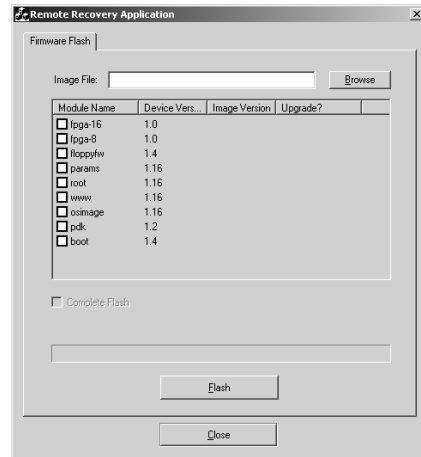 Remote Recovery Application
Firmware Flash
Image File: Browse
Module Name Device Vers... Image Version Upgrade?
fpga-16 1.0
fpga-8 1.0
floppyfw 1.4
params 1.16
root 1.16
www 1.16
osimage 1.16
pdk 1.2
boot 1.4
Complete Flash
Flash
Close